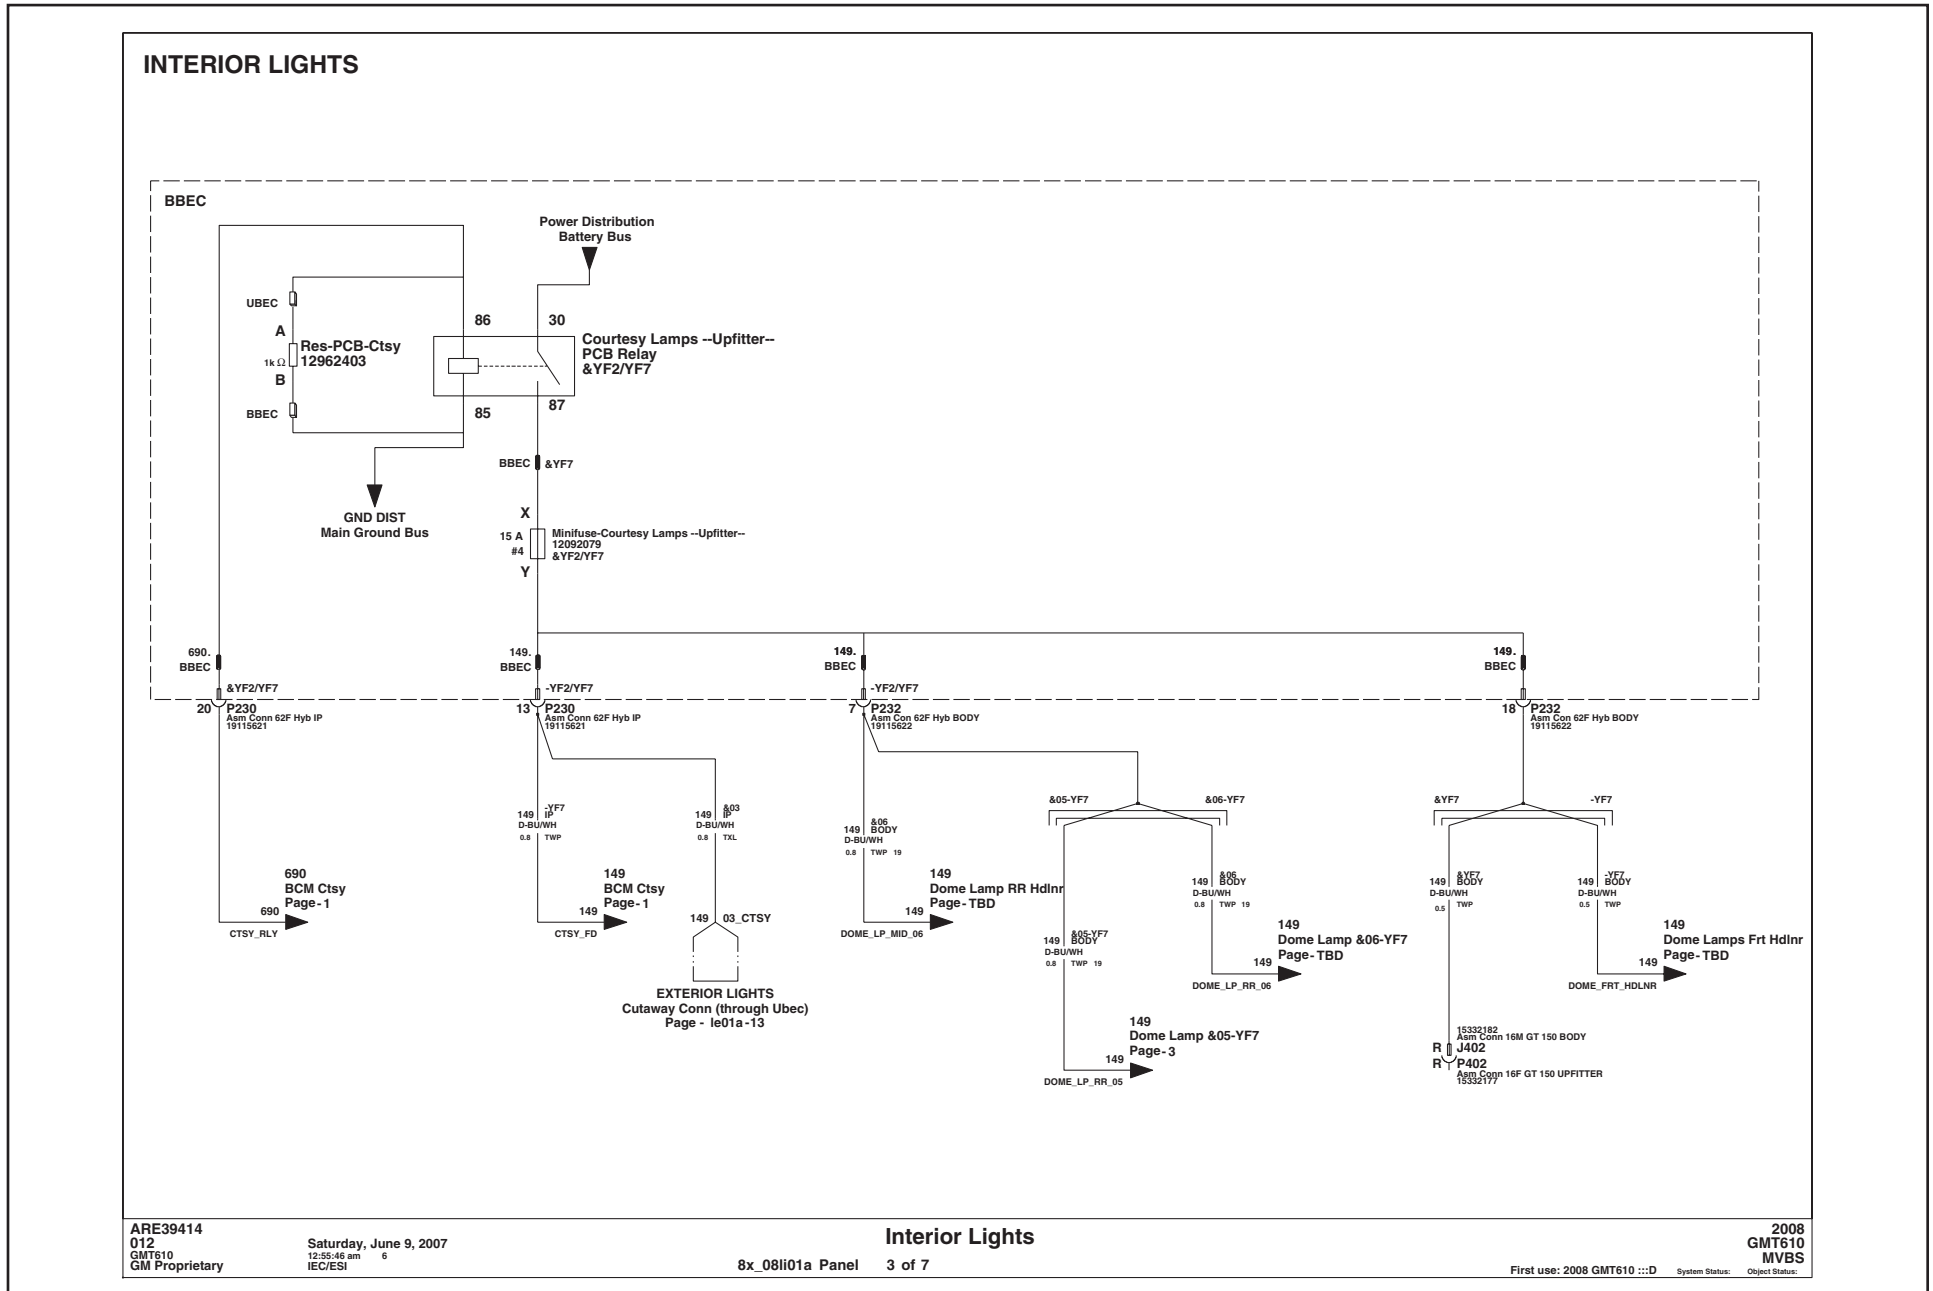 INTERIOR LIGHTS
BBEC
Power Distribution
Battery Bus
UBEC
A
Res-PCB-Ctsy
1k Ω
12962403
B
BBEC
86
30
Courtesy Lamps --Upfitter--
PCB Relay
&YF2/YF7
85
87
GND DIST
Main Ground Bus
BBEC
&YF7
X
15 A
#4
Minifuse-Courtesy Lamps --Upfitter--
12092079
&YF2/YF7
Y
690.
BBEC
&YF2/YF7
20
P230
Asm Conn 62F Hyb IP
19115621
149.
BBEC
-YF2/YF7
13
P230
Asm Conn 62F Hyb IP
19115621
149.
BBEC
-YF2/YF7
7
P232
Asm Con 62F Hyb BODY
19115622
149.
BBEC
18
P232
Asm Con 62F Hyb BODY
19115622
690
BCM Ctsy
Page-1
690
CTSY_RLY
-YF7
149 IP
D-BU/WH
0.8 TWP
149
BCM Ctsy
Page-1
149
CTSY_FD
&03
149 IP
D-BU/WH
0.8 TXL
149 03_CTSY
EXTERIOR LIGHTS
Cutaway Conn (through Ubec)
Page - le01a-13
&06
149 BODY
D-BU/WH
0.8 TWP 19
149
Dome Lamp RR Hdlnr
Page-TBD
149
DOME_LP_MID_06
&05-YF7
&06-YF7
&05-YF7
149 BODY
D-BU/WH
0.8 TWP 19
149
Dome Lamp &05-YF7
Page-3
149
DOME_LP_RR_05
&06
149 BODY
D-BU/WH
0.8 TWP 19
149
Dome Lamp &06-YF7
Page-TBD
149
DOME_LP_RR_06
&YF7
-YF7
&YF7
149 BODY
D-BU/WH
0.5 TWP
15332182
Asm Conn 16M GT 150 BODY
R J402
R P402
Asm Conn 16F GT 150 UPFITTER
15332177
-YF7
149 BODY
D-BU/WH
0.5 TWP
149
Dome Lamps Frt Hdlnr
Page-TBD
149
DOME_FRT_HDLNR
ARE39414
012
GMT610
GM Proprietary
Saturday, June 9, 2007
12:55:46 am 6
IEC/ESI
Interior Lights
8x_08li01a Panel 3 of 7
2008
GMT610
MVBS
First use: 2008 GMT610 :::D System Status: Object Status: